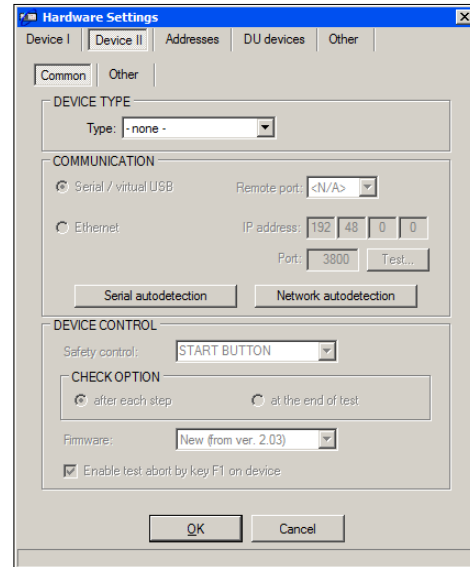 Hardware Settings
Device I Device II Addresses DU devices Other
Common Other
DEVICE TYPE
Type: - none -
COMMUNICATION
Serial / virtual USB Remote port: <N/A>
Ethernet IP address: 192 48 0 0
Port: 3800 Test...
Serial autodetection Network autodetection
DEVICE CONTROL
Safety control: START BUTTON
CHECK OPTION
after each step at the end of test
Firmware: New (from ver. 2.03)
Enable test abort by key F1 on device
OK Cancel